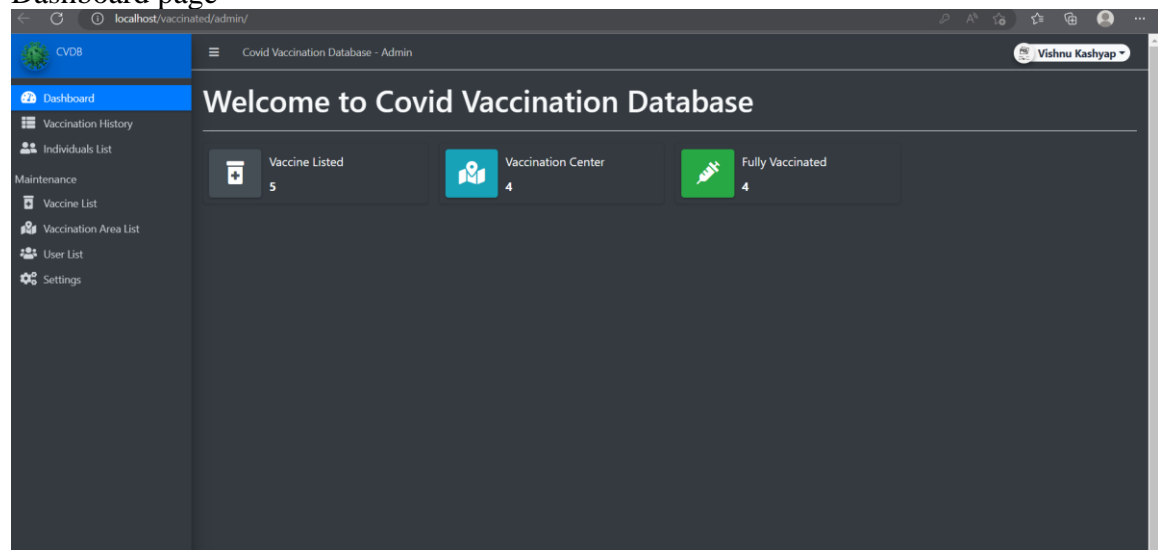 Dashboard page
localhost/vaccinated/admin/
CVDB
Covid Vaccination Database - Admin
Vishnu Kashyap
Dashboard
Vaccination History
Individuals List
Maintenance
Vaccine List
Vaccination Area List
User List
Settings
Welcome to Covid Vaccination Database
Vaccine Listed
5
Vaccination Center
4
Fully Vaccinated
4